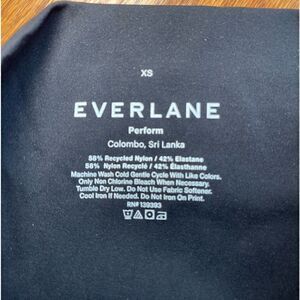 XS
EVERLANE
Perform
Colombo, Sri Lanka
58% Recycled Nylon / 42% Elastane
58% Nylon Recyclé / 42% Élasthanne
Machine Wash Cold Gentle Cycle With Like Colors.
Only Non Chlorine Bleach When Necessary.
Tumble Dry Low. Do Not Use Fabric Softener.
Cool Iron if Needed. Do Not Iron on Print.
RN# 139393